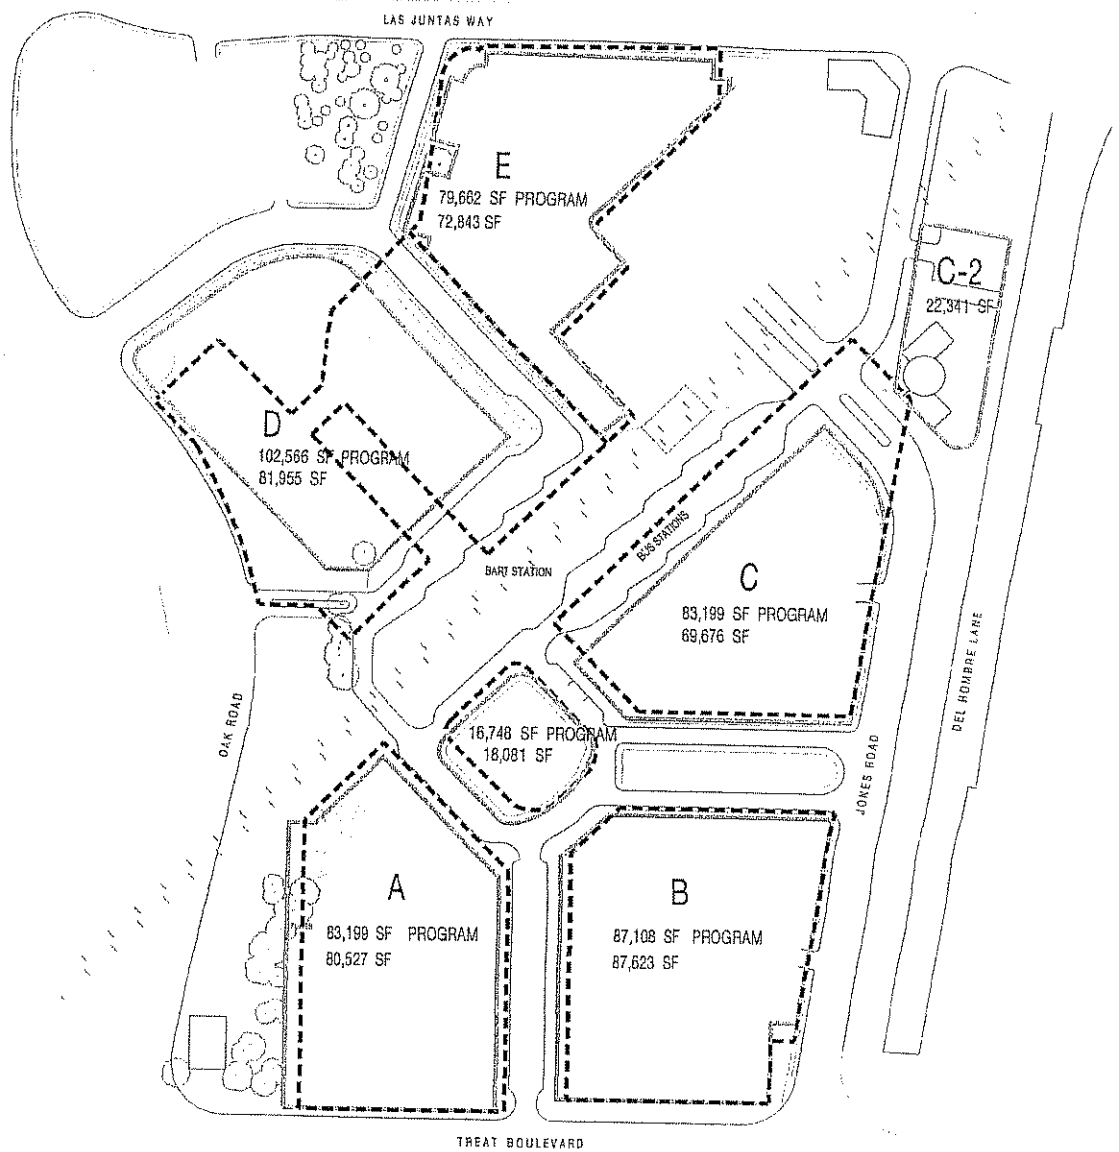 LAS JUNTAS WAY
E
79,662 SF PROGRAM
72,843 SF
C-2
22,341 SF
D
102,566 SF PROGRAM
81,955 SF
BART STATION
BUS STATIONS
C
83,199 SF PROGRAM
69,676 SF
OAK ROAD
DEL HOMBRE LANE
16,748 SF PROGRAM
18,081 SF
JONES ROAD
A
83,199 SF PROGRAM
80,527 SF
B
87,108 SF PROGRAM
87,623 SF
TREAT BOULEVARD